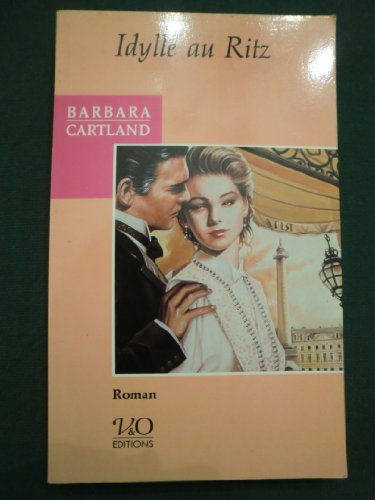 Idylle au Ritz
BARBARA
CARTLAND
Roman
V&O
EDITIONS